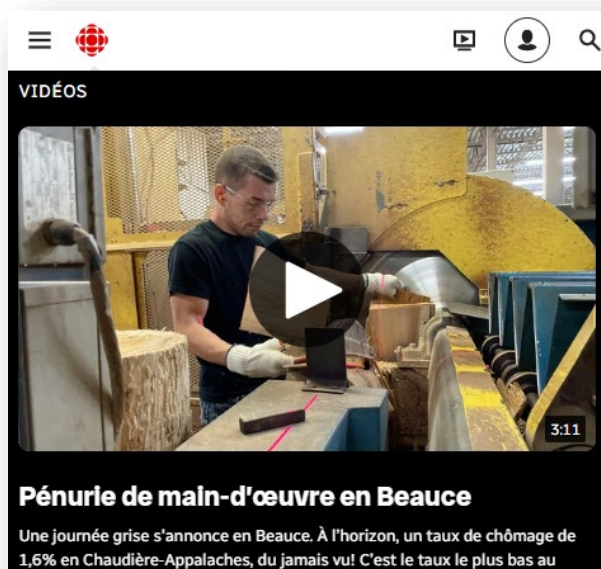 VIDÉOS
3:11
Pénurie de main-d'œuvre en Beauce
Une journée grise s'annonce en Beauce. À l'horizon, un taux de chômage de
1,6% en Chaudière-Appalaches, du jamais vu! C'est le taux le plus bas au